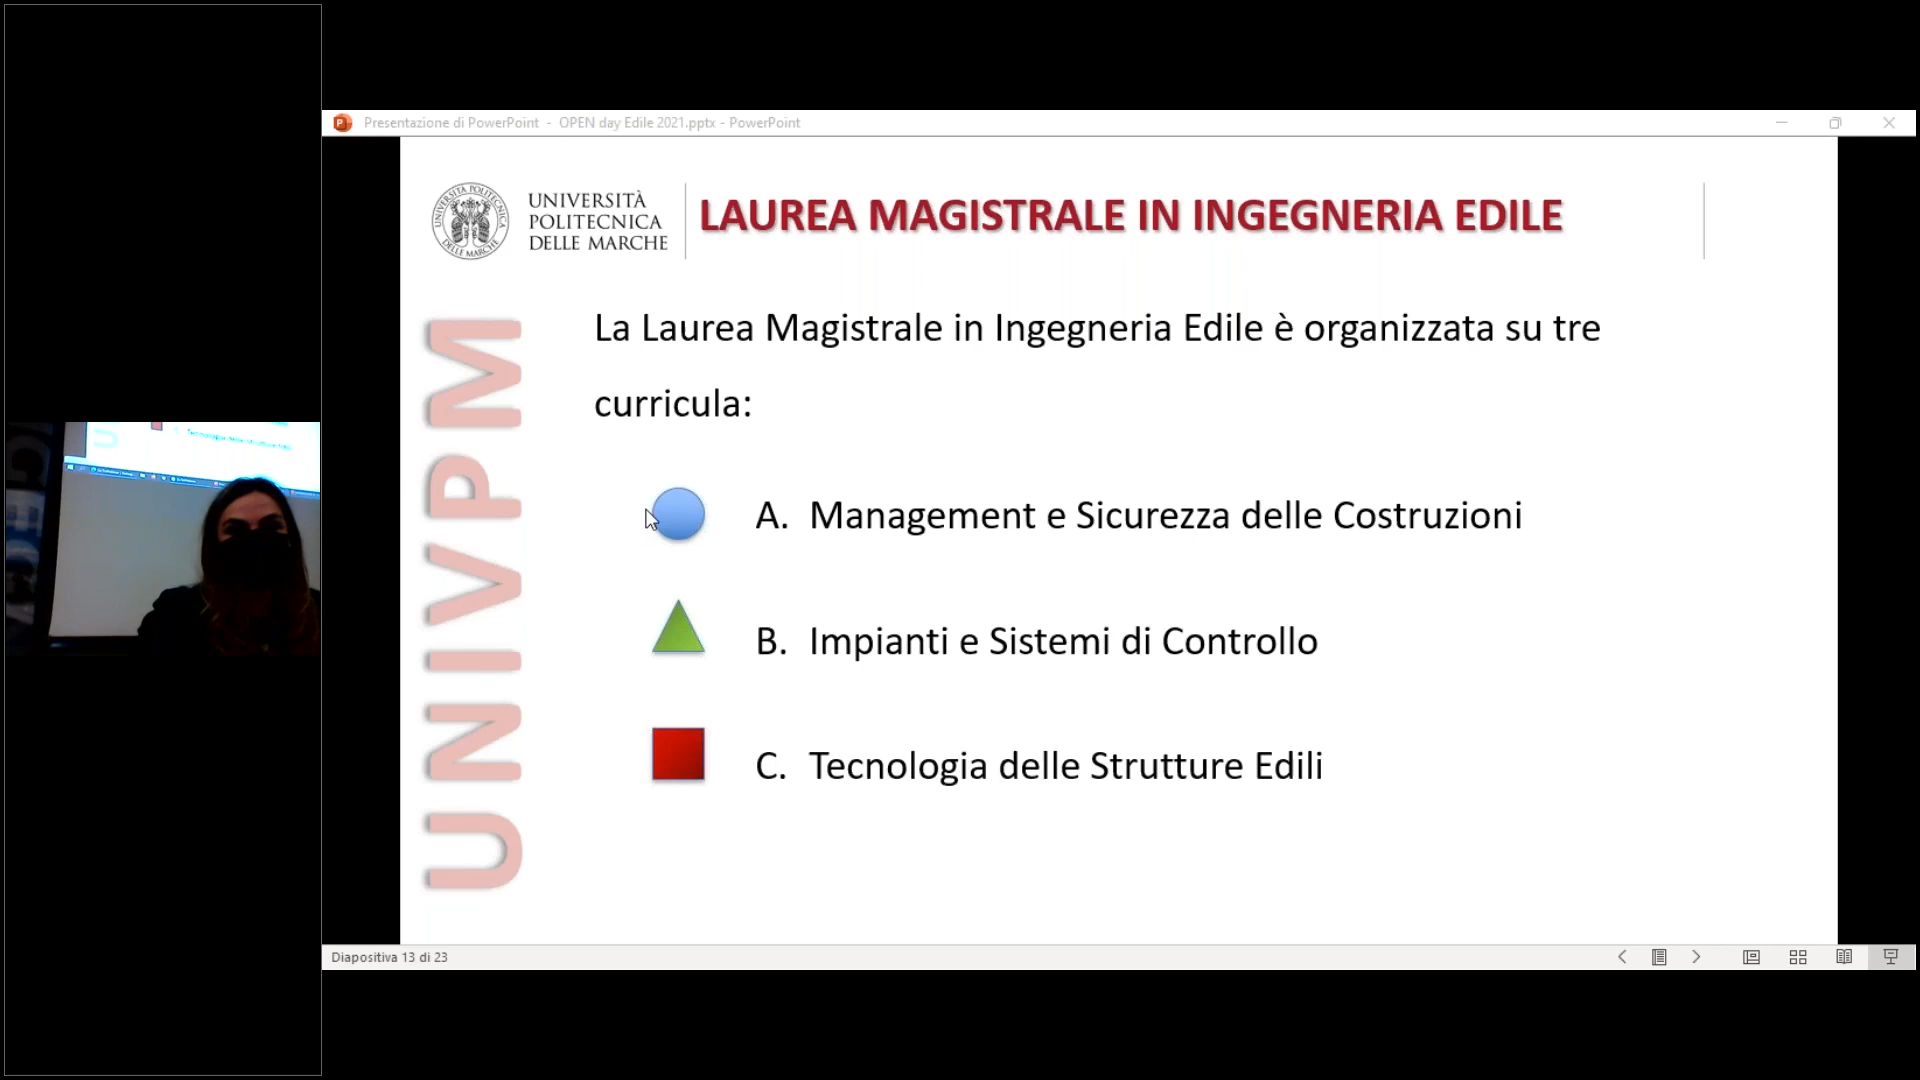 Presentazione di PowerPoint - OPEN day Edile 2021.pptx - PowerPoint
UNIVERSITÀ
POLITECNICA
DELLE MARCHE
LAUREA MAGISTRALE IN INGEGNERIA EDILE
UNIVPM
La Laurea Magistrale in Ingegneria Edile è organizzata su tre
curricula:
A. Management e Sicurezza delle Costruzioni
B. Impianti e Sistemi di Controllo
C. Tecnologia delle Strutture Edili
Diapositiva 13 di 23